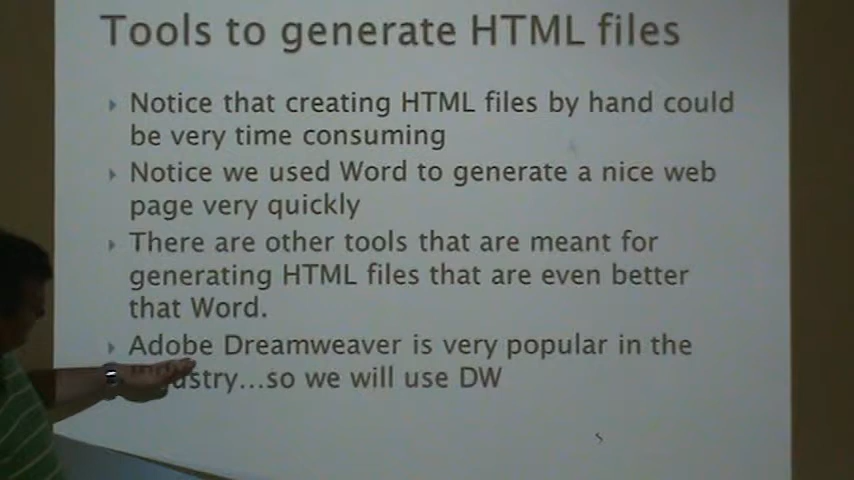 Tools to generate HTML files
Notice that creating HTML files by hand could
be very time consuming
Notice we used Word to generate a nice web
page very quickly
There are other tools that are meant for
generating HTML files that are even better
that Word.
Adobe Dreamweaver is very popular in the
...so we will use DW
5